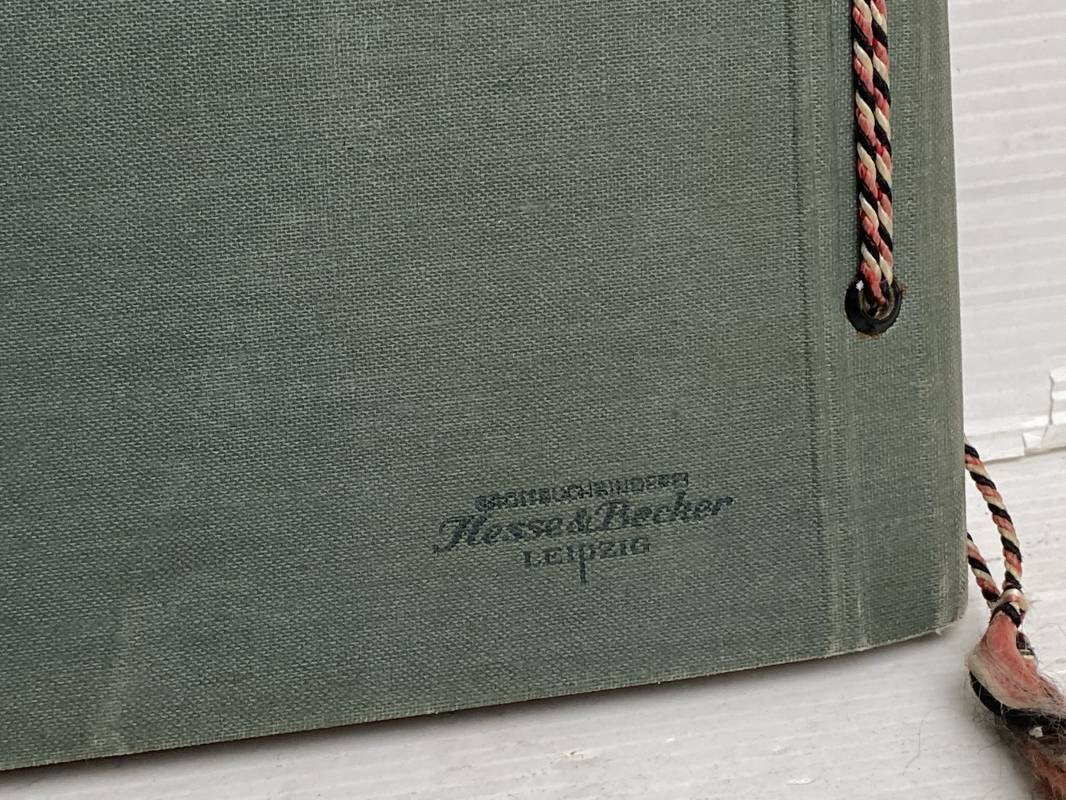 GROSSBUCHBINDEREI
Hesse & Becker
LEIPZIG